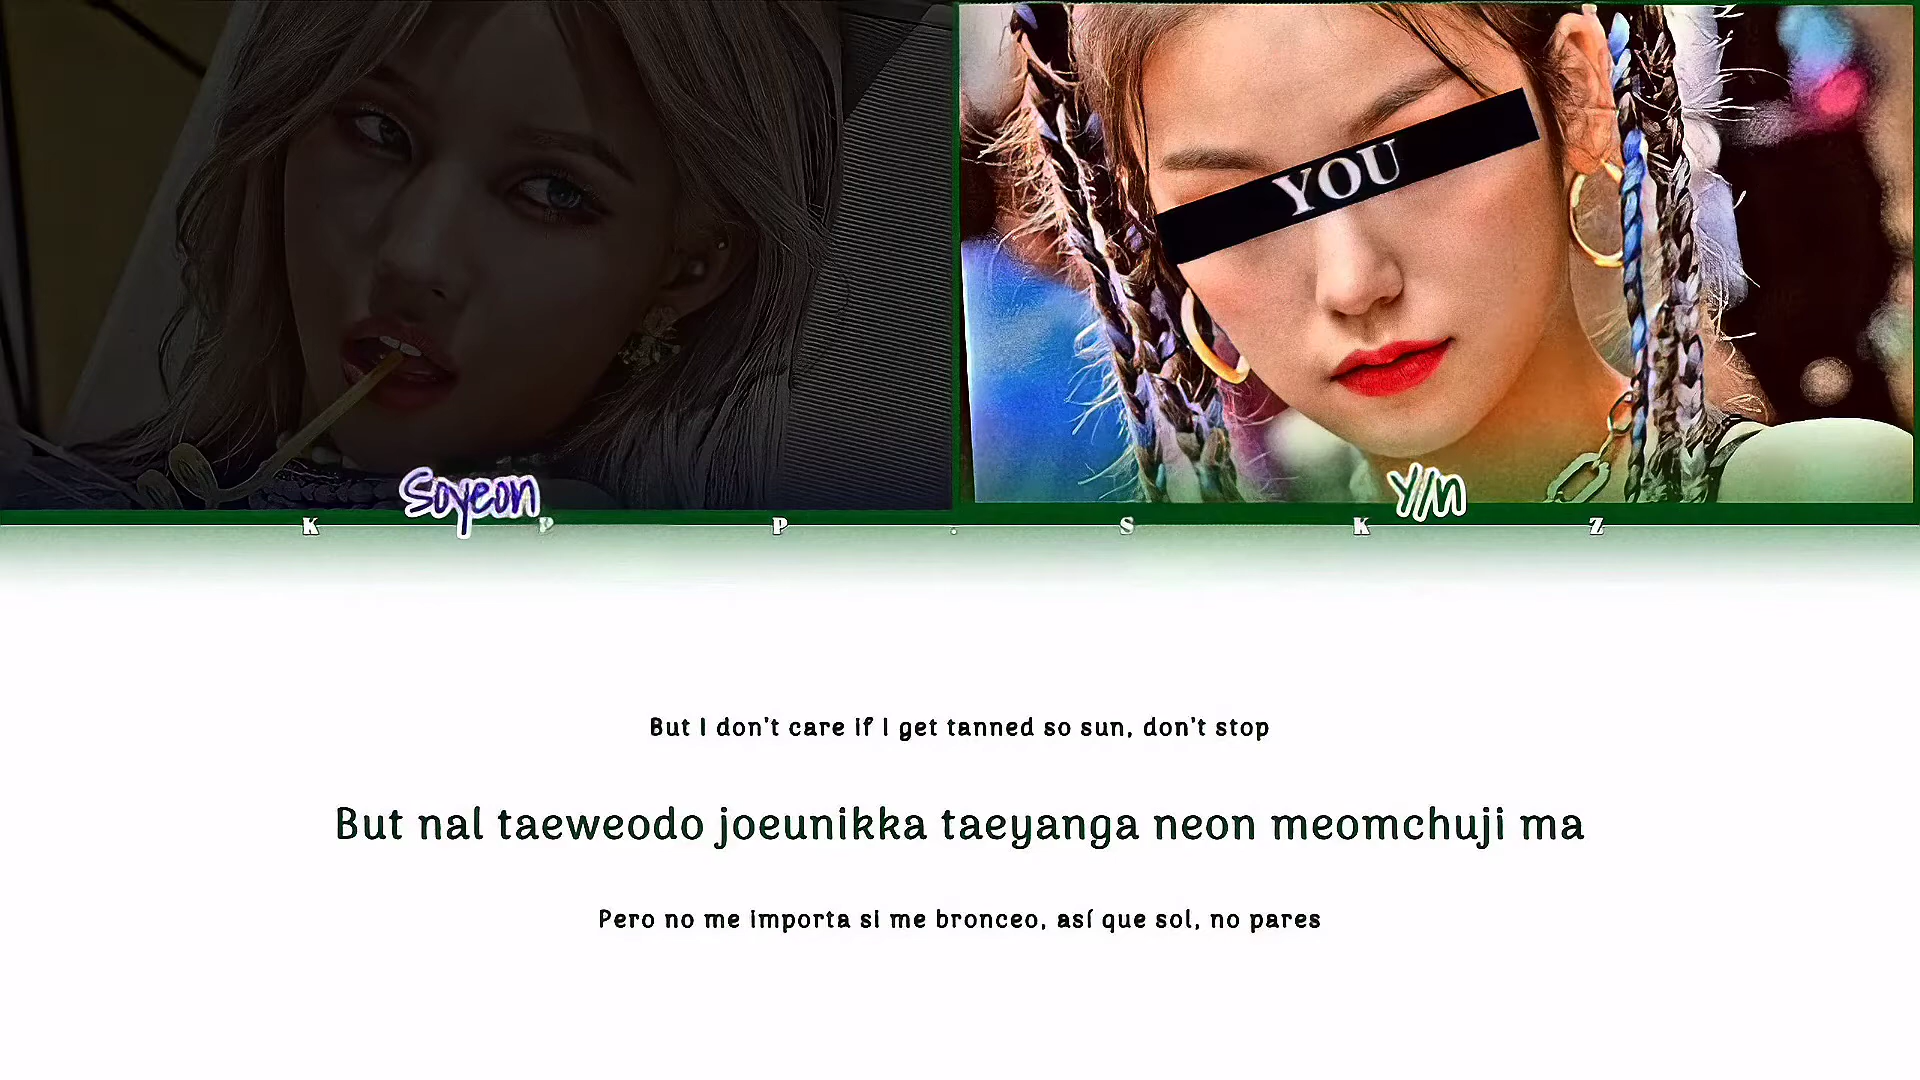 YOU
Soyeon
Y/N
K P P . S K Z
But I don't care if I get tanned so sun, don't stop
But nal taeweodo joeunikka taeyanga neon meomchuji ma
Pero no me importa si me bronceo, así que sol, no pares